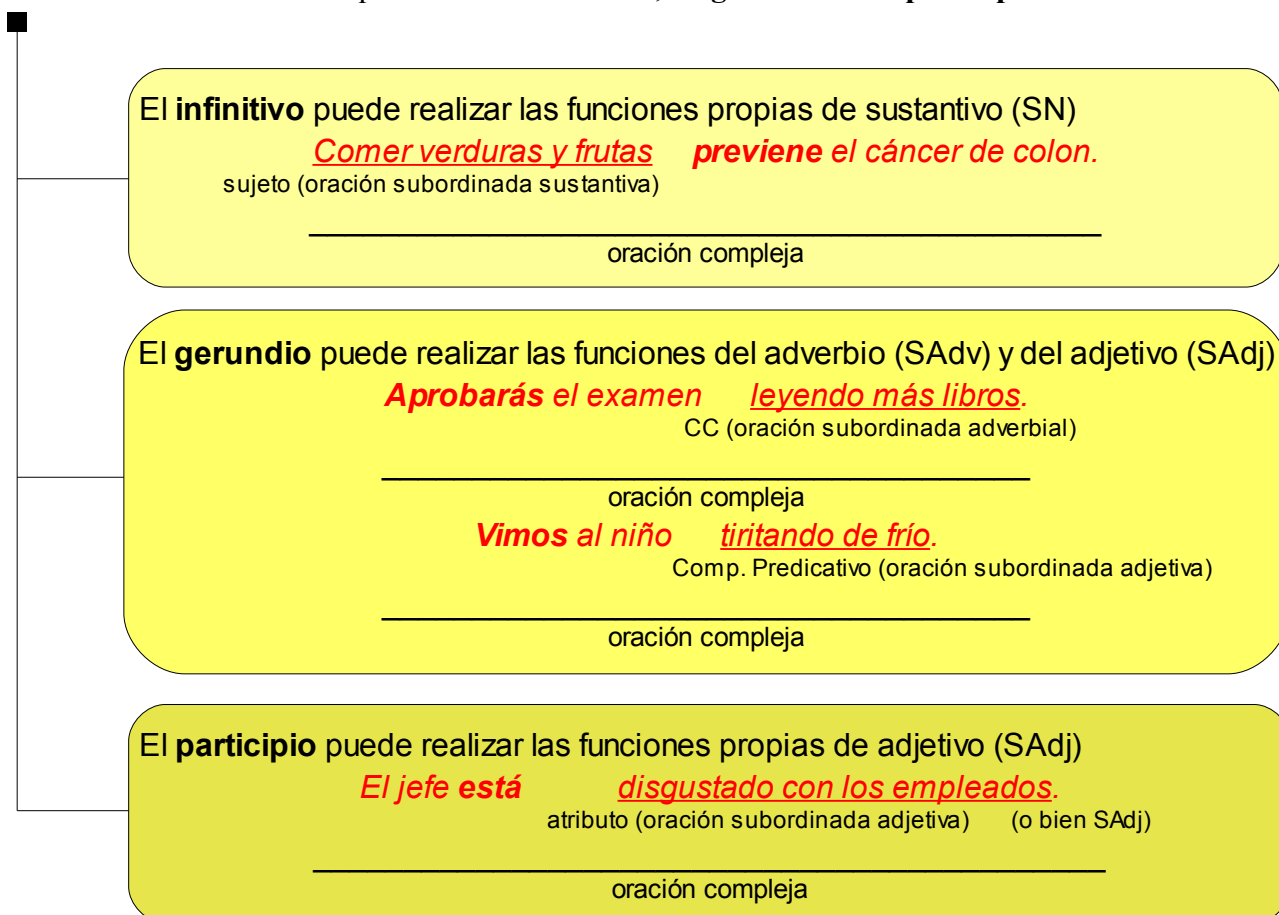 El infinitivo puede realizar las funciones propias de sustantivo (SN)
Comer verduras y frutas previene el cáncer de colon.
sujeto (oración subordinada sustantiva)
oración compleja
El gerundio puede realizar las funciones del adverbio (SAdv) y del adjetivo (SAdj)
Aprobarás el examen leyendo más libros.
CC (oración subordinada adverbial)
oración compleja
Vimos al niño tiritando de frío.
Comp. Predicativo (oración subordinada adjetiva)
oración compleja
El participio puede realizar las funciones propias de adjetivo (SAdj)
El jefe está disgustado con los empleados.
atributo (oración subordinada adjetiva) (o bien SAdj)
oración compleja